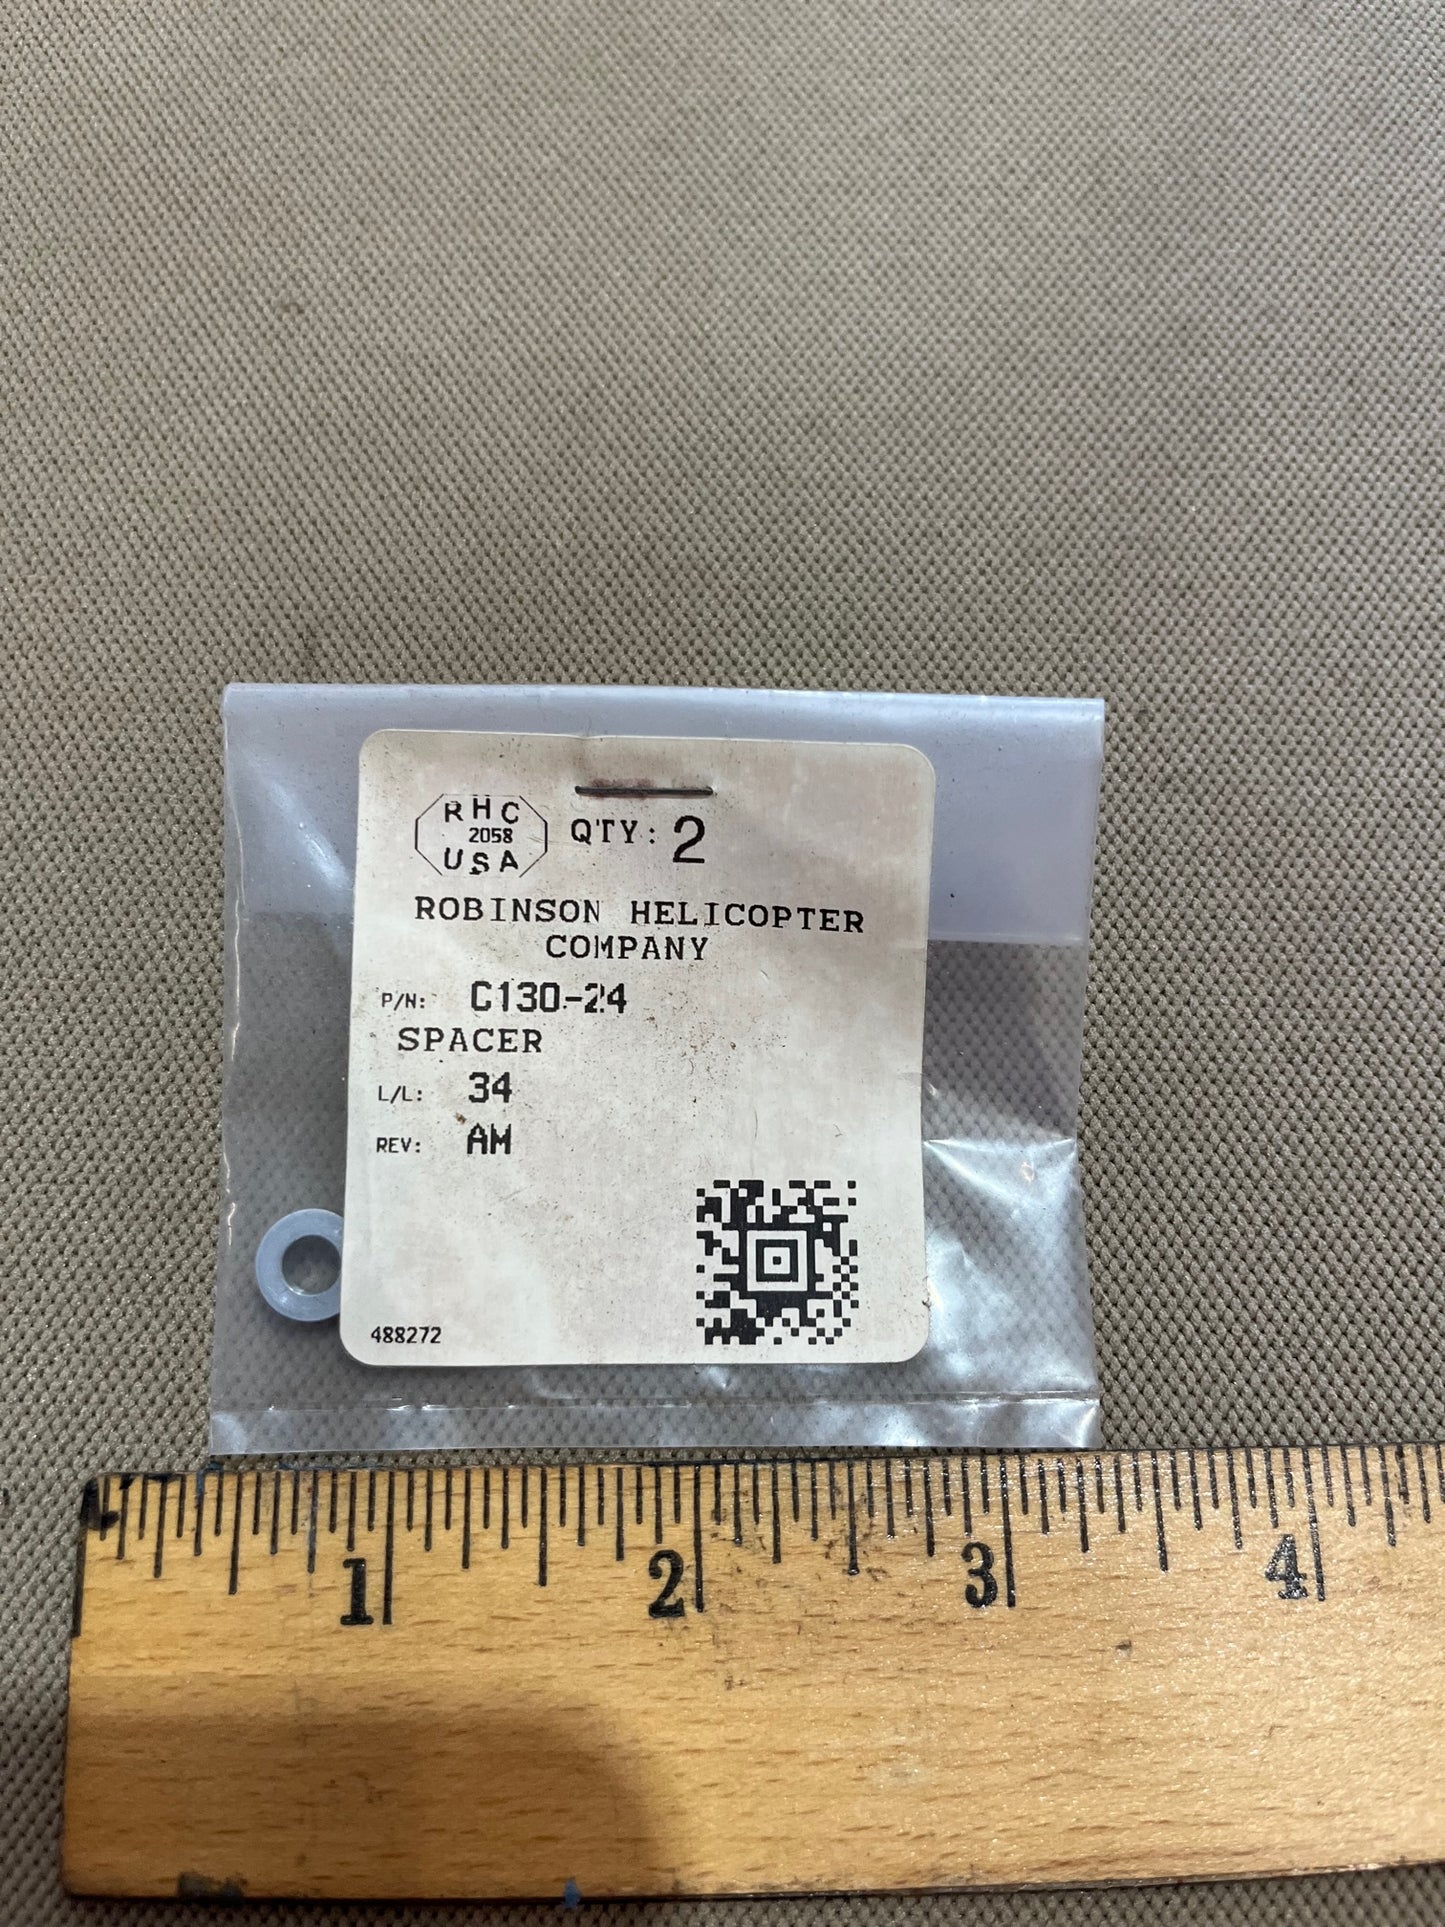 RHC
2058
USA
QTY: 2
ROBINSON HELICOPTER
COMPANY
P/N: C130-24
SPACER
L/L: 34
REV: AM
488272
1 2 3 4